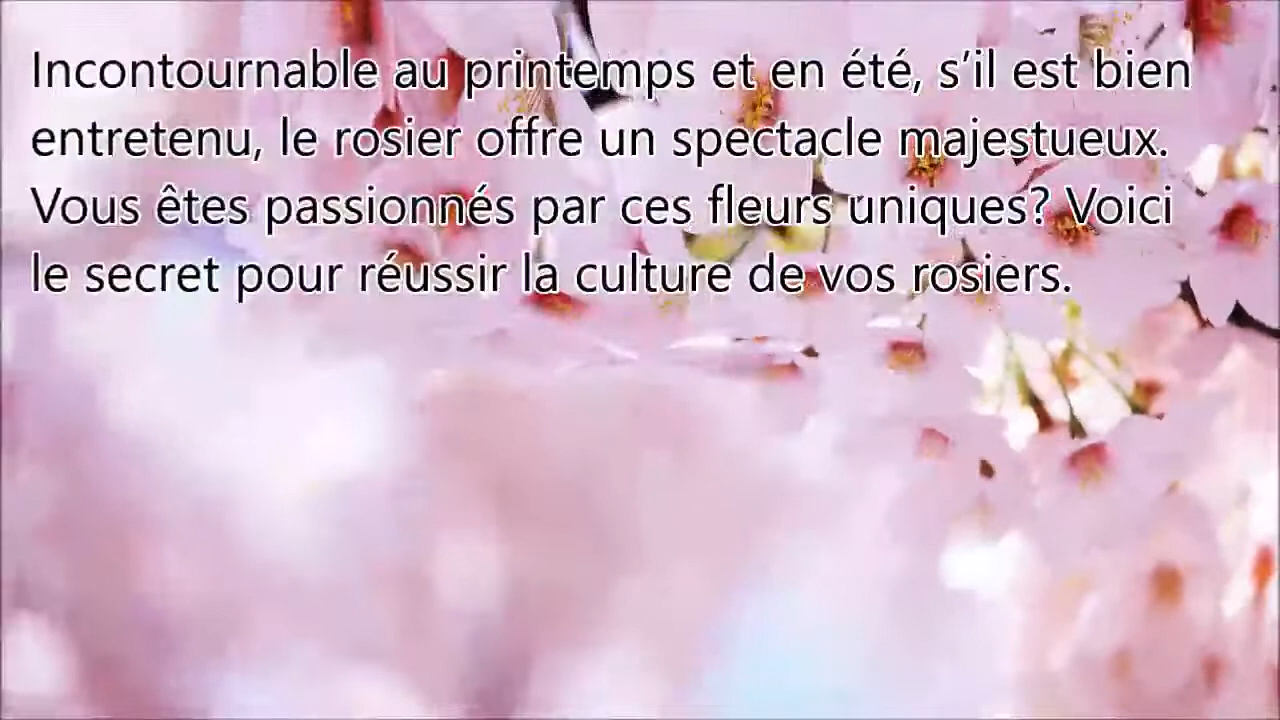 Incontournable au printemps et en été, s’il est bien
entretenu, le rosier offre un spectacle majestueux.
Vous êtes passionnés par ces fleurs uniques? Voici
le secret pour réussir la culture de vos rosiers.